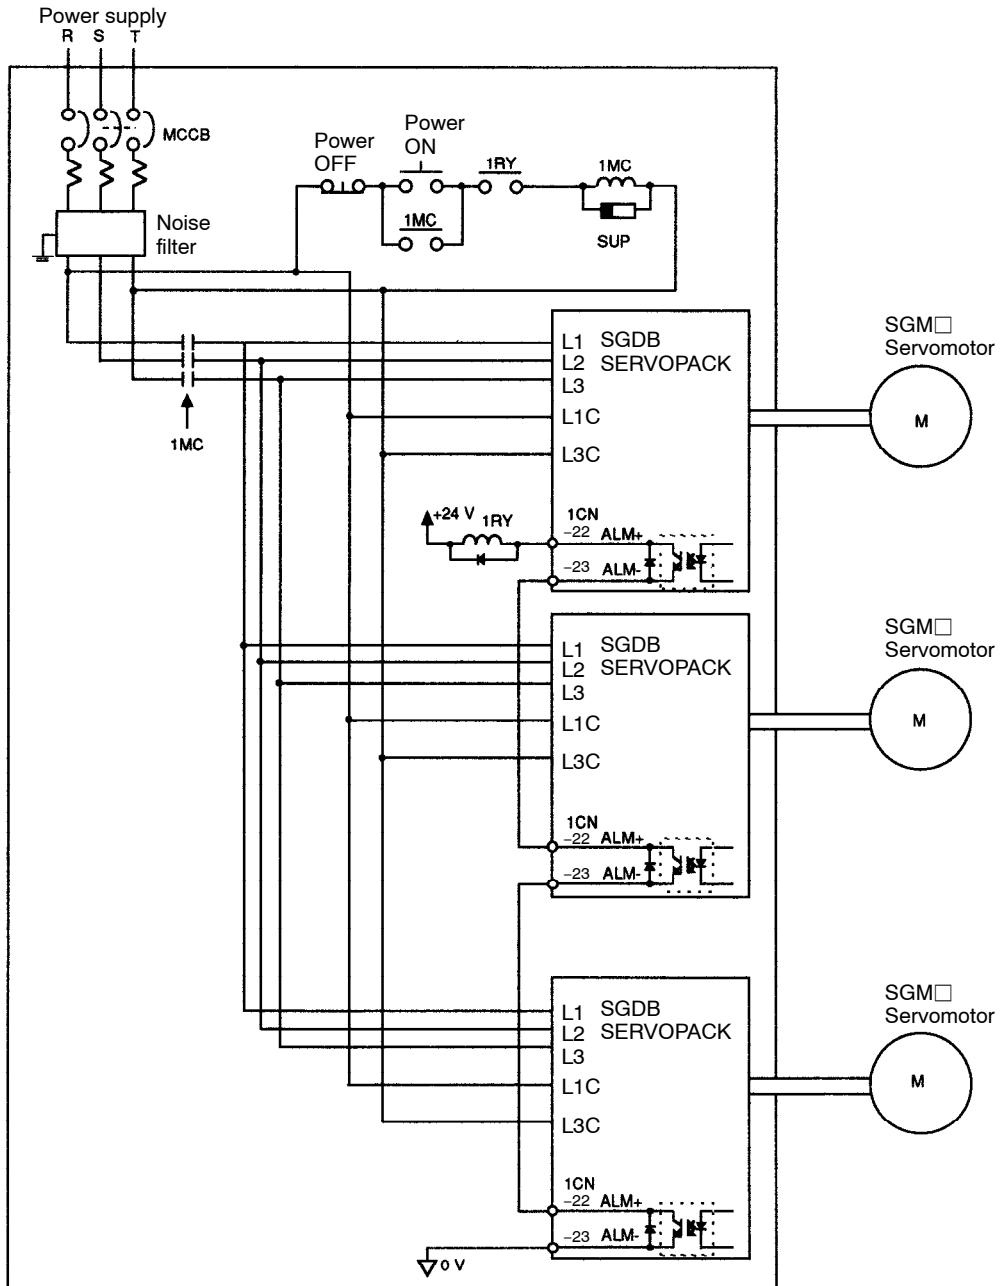 Power supply
R S T
MCCB
Power
OFF
Power
ON
1RY
1MC
1MC
SUP
Noise
filter
1MC
L1 SGDB
L2 SERVOPACK
L3
L1C
L3C
SGM□
Servomotor
M
+24 V
1RY
1CN
-22 ALM+
-23 ALM-
L1 SGDB
L2 SERVOPACK
L3
L1C
L3C
SGM□
Servomotor
M
1CN
-22 ALM+
-23 ALM-
L1 SGDB
L2 SERVOPACK
L3
L1C
L3C
SGM□
Servomotor
M
1CN
-22 ALM+
-23 ALM-
0 V